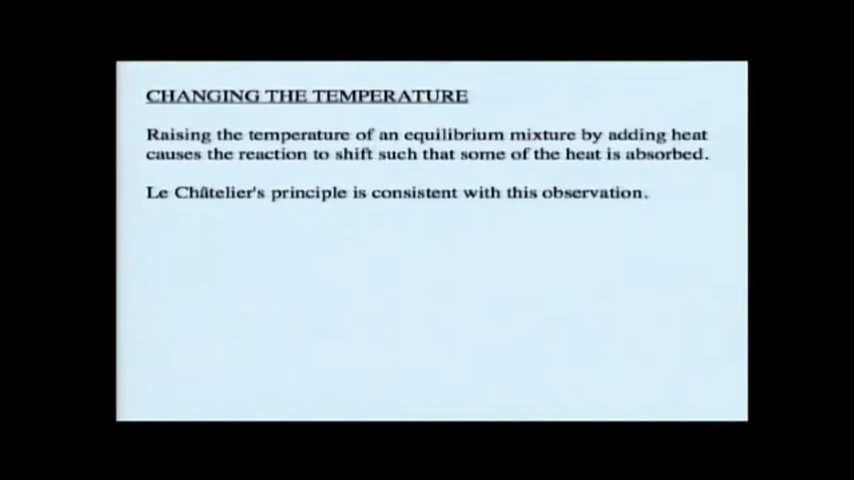 CHANGING THE TEMPERATURE
Raising the temperature of an equilibrium mixture by adding heat
causes the reaction to shift such that some of the heat is absorbed.
Le Châtelier's principle is consistent with this observation.